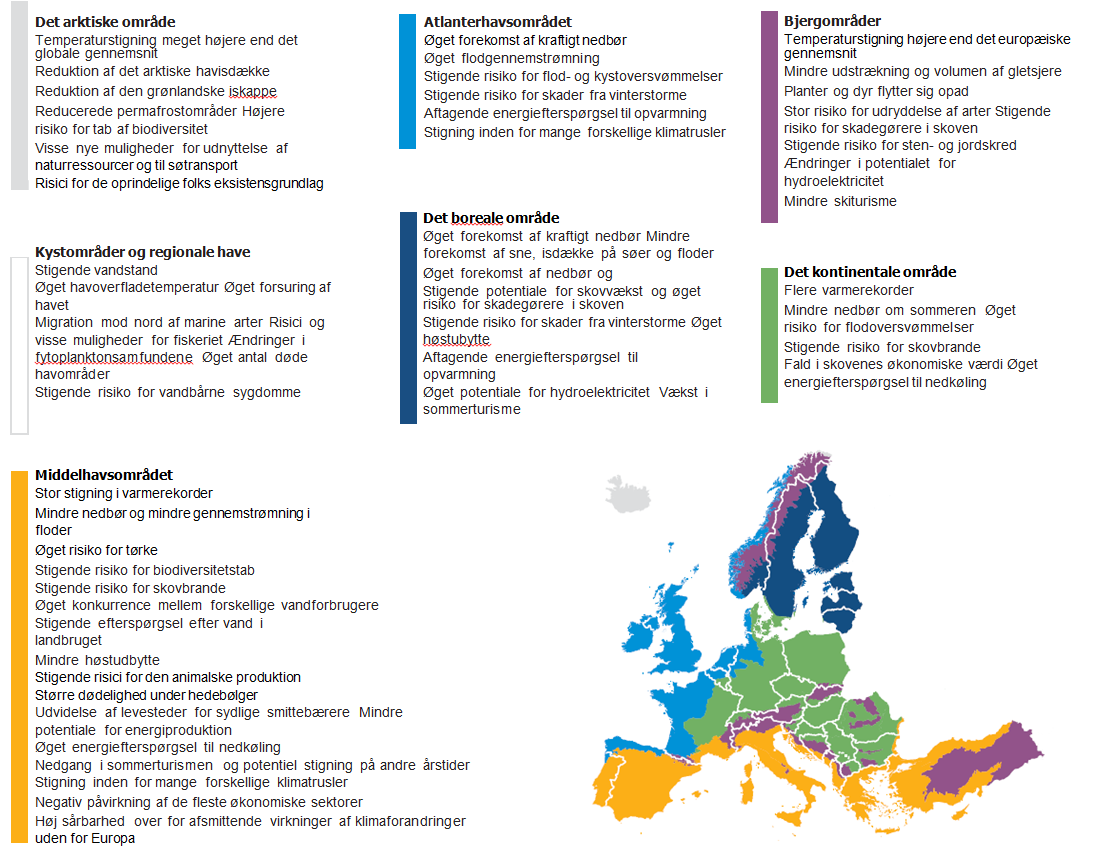 Det arktiske område
Temperaturstigning meget højere end det
globale gennemsnit
Reduktion af det arktiske havisdække
Reduktion af den grønlandske iskappe
Reducerede permafrostområder Højere
risiko for tab af biodiversitet
Visse nye muligheder for udnyttelse af
naturressourcer og til søtransport
Risici for de oprindelige folks eksistensgrundlag
Kystområder og regionale have
Stigende vandstand
Øget havoverfladetemperatur Øget forsuring af
havet
Migration mod nord af marine arter Risici og
visse muligheder for fiskeriet Ændringer i
fytoplanktonsamfundene Øget antal døde
havområder
Stigende risiko for vandbårne sygdomme
Atlanterhavsområdet
Øget forekomst af kraftigt nedbør
Øget flodgennemstrømning
Stigende risiko for flod- og kystoversvømmelser
Stigende risiko for skader fra vinterstorme
Aftagende energiefterspørgsel til opvarmning
Stigning inden for mange forskellige klimatrusler
Det boreale område
Øget forekomst af kraftigt nedbør Mindre
forekomst af sne, isdække på søer og floder
Øget forekomst af nedbør og
Stigende potentiale for skovvækst og øget
risiko for skadegørere i skoven
Stigende risiko for skader fra vinterstorme Øget
høstubytte
Aftagende energiefterspørgsel til
opvarmning
Øget potentiale for hydroelektricitet Vækst i
sommerturisme
Bjergområder
Temperaturstigning højere end det europæiske
gennemsnit
Mindre udstrækning og volumen af gletsjere
Planter og dyr flytter sig opad
Stor risiko for udryddelse af arter Stigende
risiko for skadegørere i skoven
Stigende risiko for sten- og jordskred
Ændringer i potentialet for
hydroelektricitet
Mindre skiturisme
Det kontinentale område
Flere varmerekorder
Mindre nedbør om sommeren Øget
risiko for flodoversvømmelser
Stigende risiko for skovbrande
Fald i skovenes økonomiske værdi Øget
energiefterspørgsel til nedkøling
Middelhavsområdet
Stor stigning i varmerekorder
Mindre nedbør og mindre gennemstrømning i
floder
Øget risiko for tørke
Stigende risiko for biodiversitetstab
Stigende risiko for skovbrande
Øget konkurrence mellem forskellige vandforbrugere
Stigende efterspørgsel efter vand i
landbruget
Mindre høstudbytte
Stigende risici for den animalske produktion
Større dødelighed under hedebølger
Udvidelse af levesteder for sydlige smittebærere Mindre
potentiale for energiproduktion
Øget energiefterspørgsel til nedkøling
Nedgang i sommerturismen og potentiel stigning på andre årstider
Stigning inden for mange forskellige klimatrusler
Negativ påvirkning af de fleste økonomiske sektorer
Høj sårbarhed over for afsmittende virkninger af klimaforandringer
uden for Europa